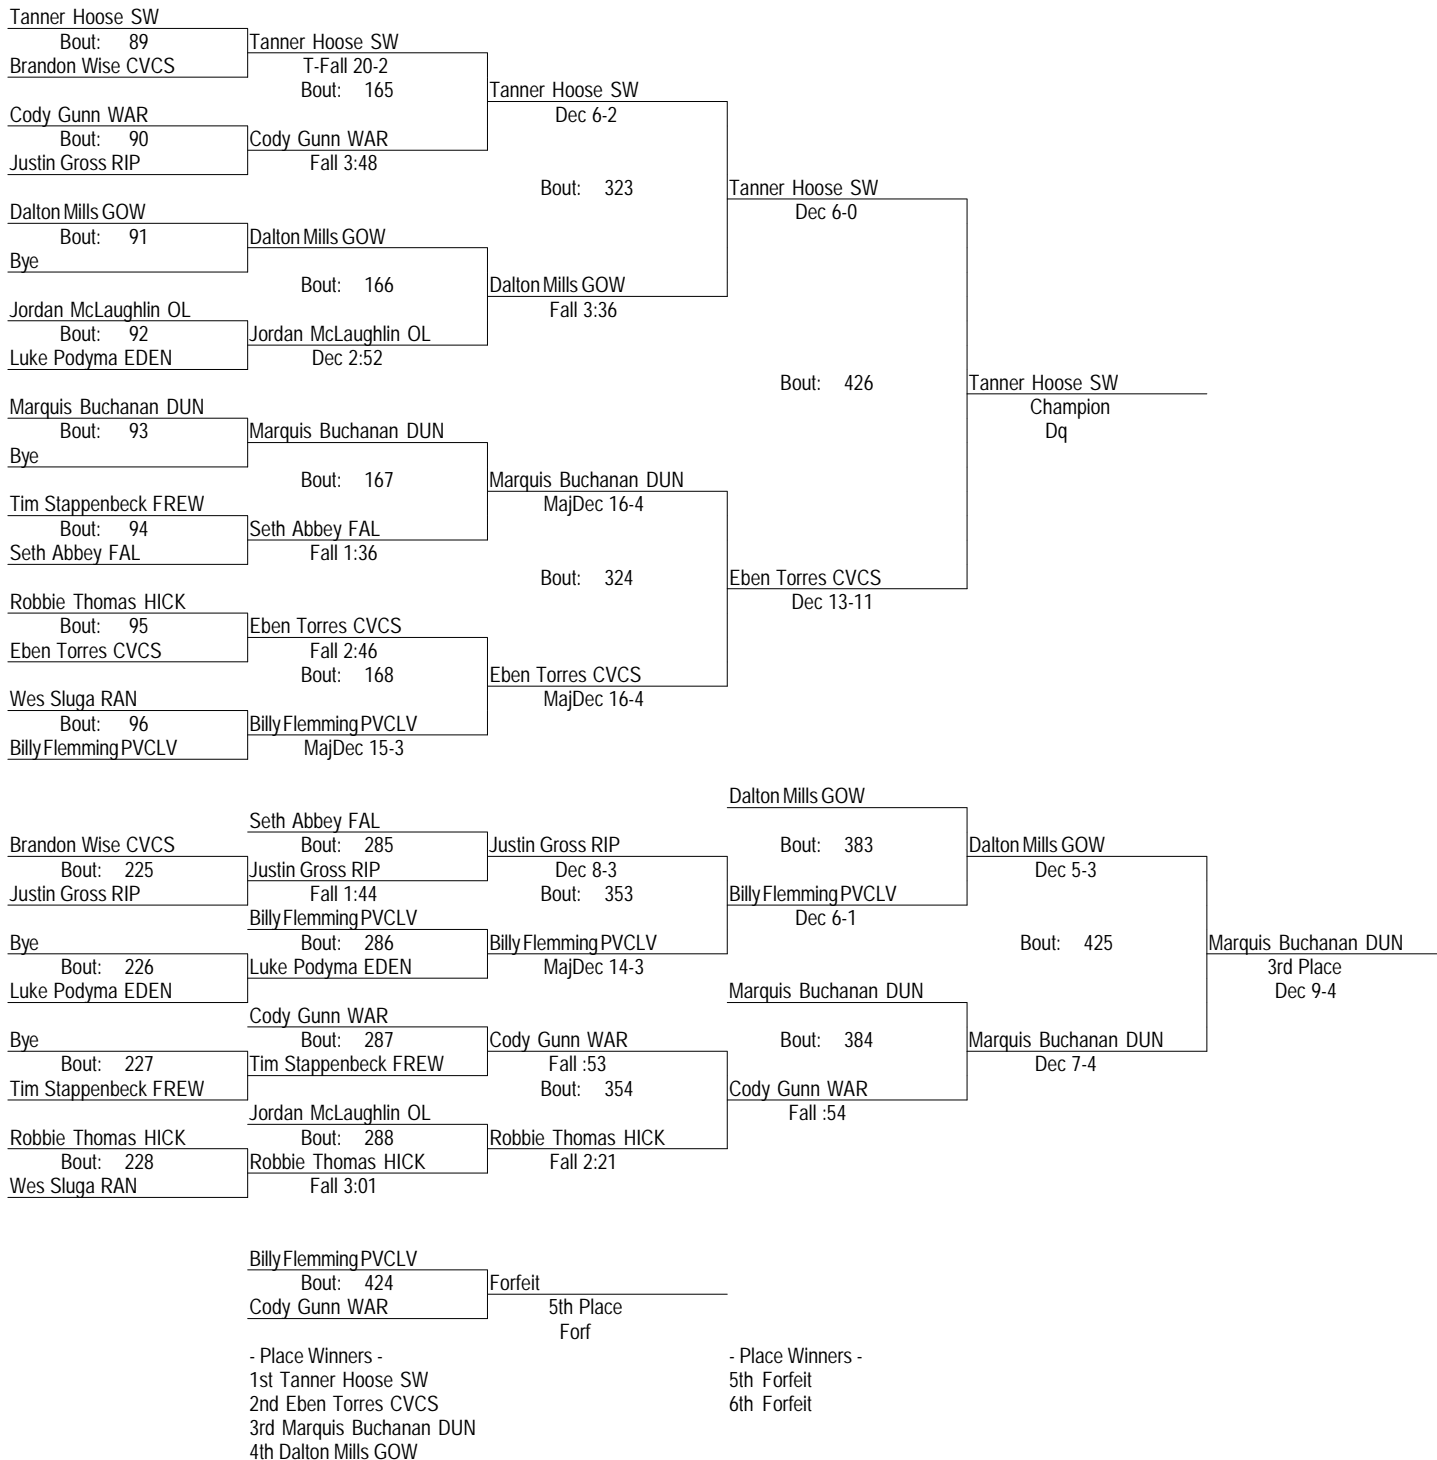 Tanner Hoose SW
Bout: 89
Brandon Wise CVCS
Tanner Hoose SW
T-Fall 20-2
Bout: 165
Cody Gunn WAR
Bout: 90
Justin Gross RIP
Cody Gunn WAR
Fall 3:48
Tanner Hoose SW
Dec 6-2
Bout: 323
Dalton Mills GOW
Bout: 91
Bye
Dalton Mills GOW
Bout: 166
Jordan McLaughlin OL
Bout: 92
Luke Podyma EDEN
Jordan McLaughlin OL
Dec 2:52
Dalton Mills GOW
Fall 3:36
Tanner Hoose SW
Dec 6-0
Bout: 426
Marquis Buchanan DUN
Bout: 93
Bye
Marquis Buchanan DUN
Bout: 167
Tim Stappenbeck FREW
Bout: 94
Seth Abbey FAL
Seth Abbey FAL
Fall 1:36
Marquis Buchanan DUN
MajDec 16-4
Bout: 324
Robbie Thomas HICK
Bout: 95
Eben Torres CVCS
Eben Torres CVCS
Fall 2:46
Bout: 168
Wes Sluga RAN
Bout: 96
Billy Flemming PVCLV
Billy Flemming PVCLV
MajDec 15-3
Eben Torres CVCS
MajDec 16-4
Eben Torres CVCS
Dec 13-11
Tanner Hoose SW
Champion
Dq
Brandon Wise CVCS
Bout: 225
Justin Gross RIP
Seth Abbey FAL
Bout: 285
Justin Gross RIP
Fall 1:44
Justin Gross RIP
Dec 8-3
Bout: 353
Bye
Bout: 226
Luke Podyma EDEN
Billy Flemming PVCLV
Bout: 286
Luke Podyma EDEN
Billy Flemming PVCLV
MajDec 14-3
Dalton Mills GOW
Bout: 383
Billy Flemming PVCLV
Dec 6-1
Dalton Mills GOW
Dec 5-3
Bout: 425
Bye
Bout: 227
Tim Stappenbeck FREW
Cody Gunn WAR
Bout: 287
Tim Stappenbeck FREW
Cody Gunn WAR
Fall :53
Bout: 354
Robbie Thomas HICK
Bout: 228
Wes Sluga RAN
Jordan McLaughlin OL
Bout: 288
Robbie Thomas HICK
Fall 3:01
Robbie Thomas HICK
Fall 2:21
Marquis Buchanan DUN
Bout: 384
Cody Gunn WAR
Fall :54
Marquis Buchanan DUN
Dec 7-4
Marquis Buchanan DUN
3rd Place
Dec 9-4
Billy Flemming PVCLV
Bout: 424
Cody Gunn WAR
Forfeit
5th Place
Forf
- Place Winners -
1st Tanner Hoose SW
2nd Eben Torres CVCS
3rd Marquis Buchanan DUN
4th Dalton Mills GOW
- Place Winners -
5th Forfeit
6th Forfeit